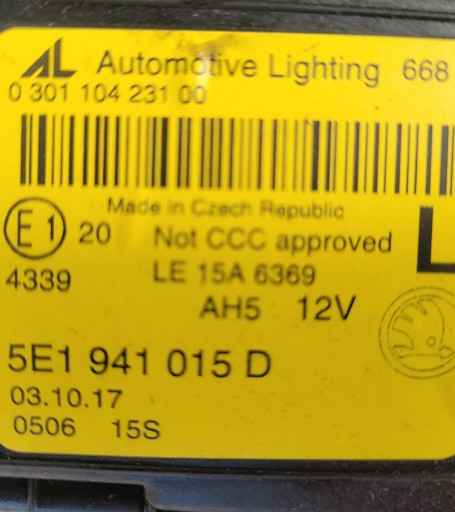 AL Automotive Lighting 668
0 301 104 231 00
Made in Czech Republic
E1 20 Not CCC approved L
4339 LE 15A 6369
AH5 12V
5E1 941 015 D
03.10.17
0506 15S